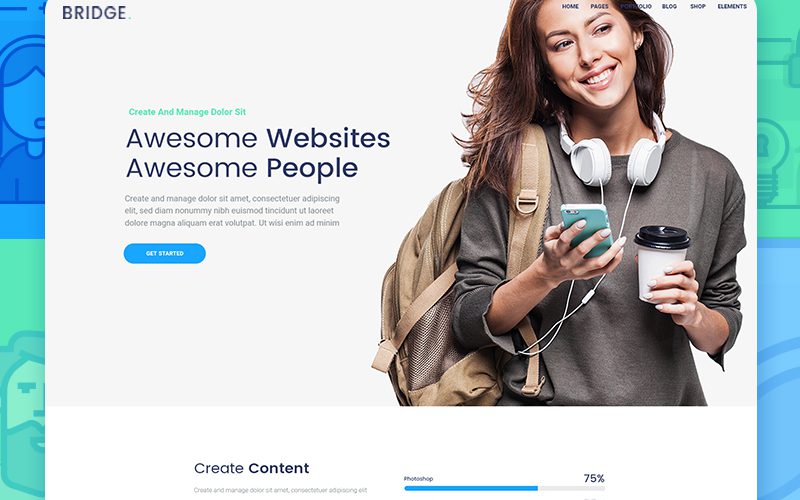 BRIDGE.
HOME PAGES PORTFOLIO BLOG SHOP ELEMENTS
Create And Manage Dolor Sit
Awesome Websites
Awesome People
Create and manage dolor sit amet, consectetuer adipiscing
elit, sed diam nonummy nibh euismod tincidunt ut laoreet
dolore magna aliquam erat volutpat. Ut wisi enim ad minim
GET STARTED
Create Content
Create and manage dolor sit amet, consectetuer adipiscing elit
Photoshop 75%